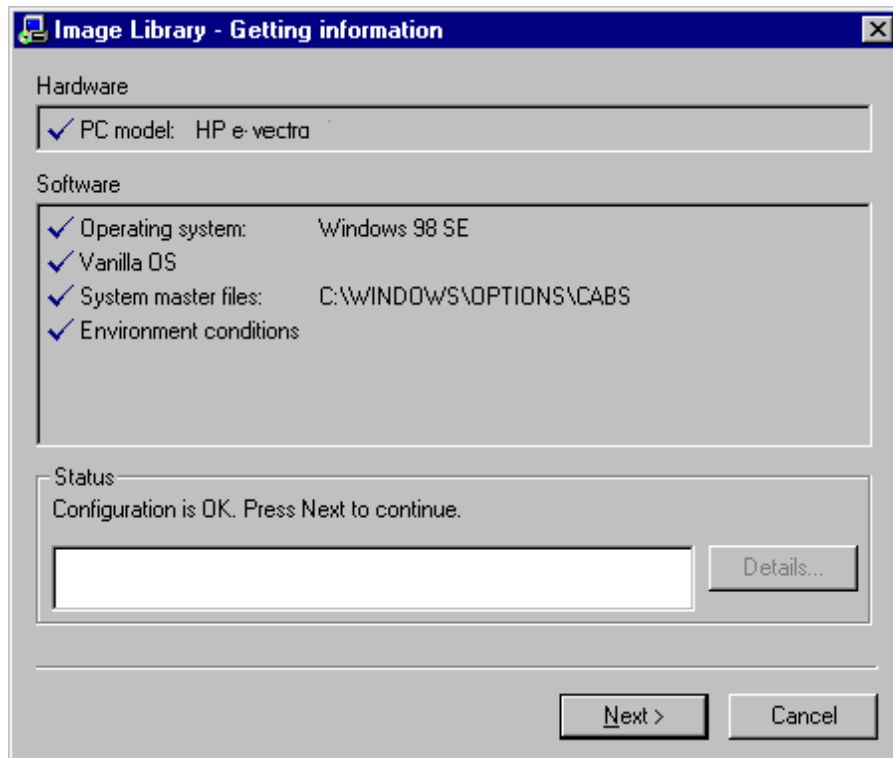 Image Library - Getting information
Hardware
PC model: HP e-vectra
Software
Operating system: Windows 98 SE
Vanilla OS
System master files: C:\WINDOWS\OPTIONS\CABS
Environment conditions
Status
Configuration is OK. Press Next to continue.
Details...
Next >
Cancel